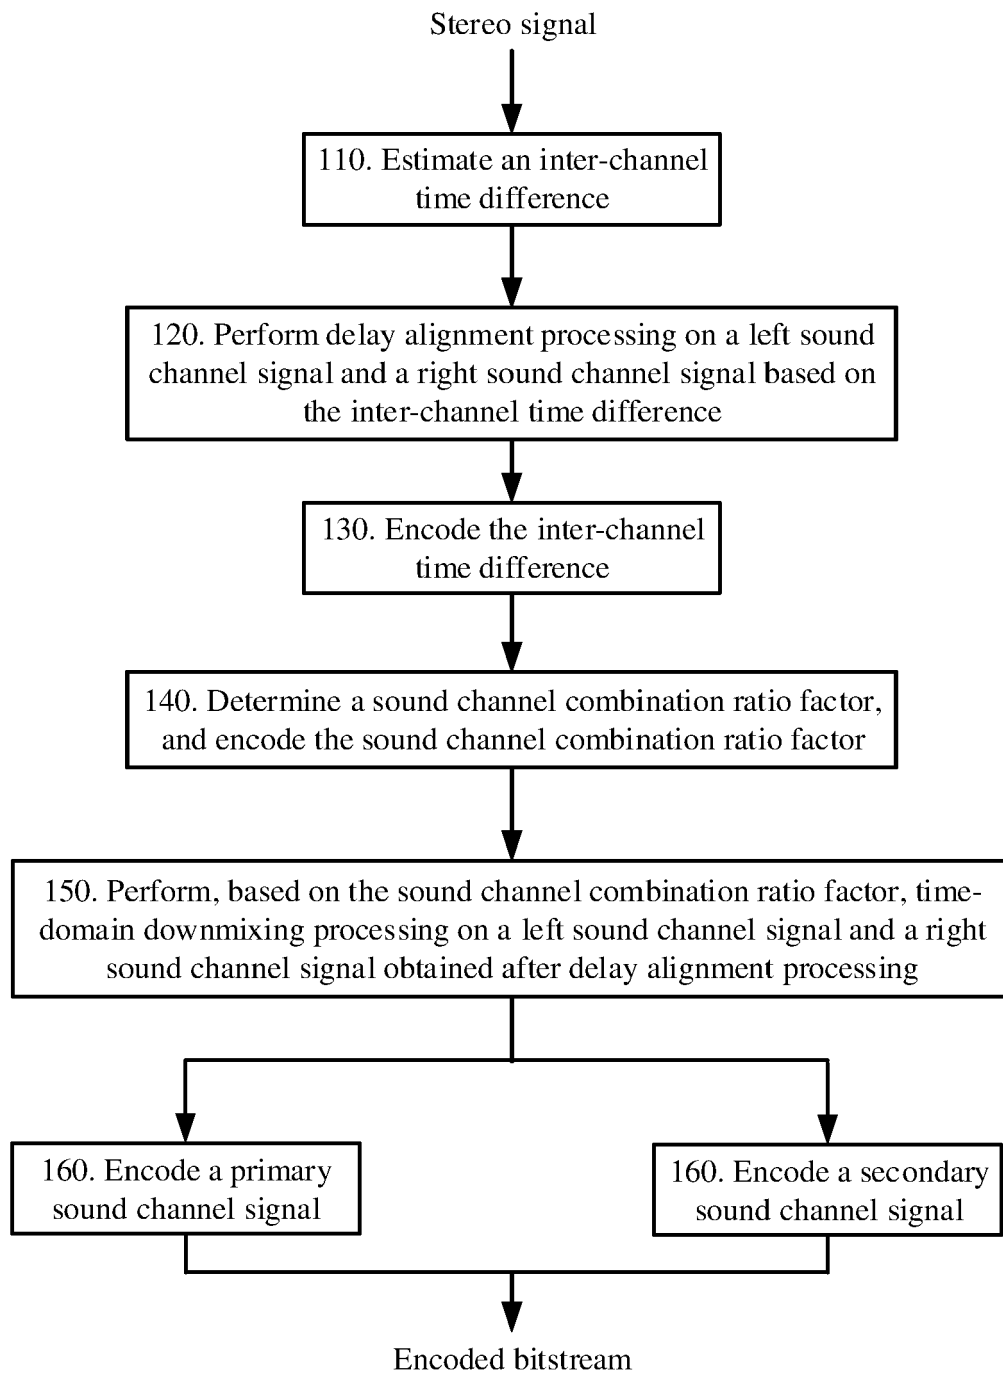 Stereo signal
110. Estimate an inter-channel
time difference
120. Perform delay alignment processing on a left sound
channel signal and a right sound channel signal based on
the inter-channel time difference
130. Encode the inter-channel
time difference
140. Determine a sound channel combination ratio factor,
and encode the sound channel combination ratio factor
150. Perform, based on the sound channel combination ratio factor, time-
domain downmixing processing on a left sound channel signal and a right
sound channel signal obtained after delay alignment processing
160. Encode a primary
sound channel signal
160. Encode a secondary
sound channel signal
Encoded bitstream